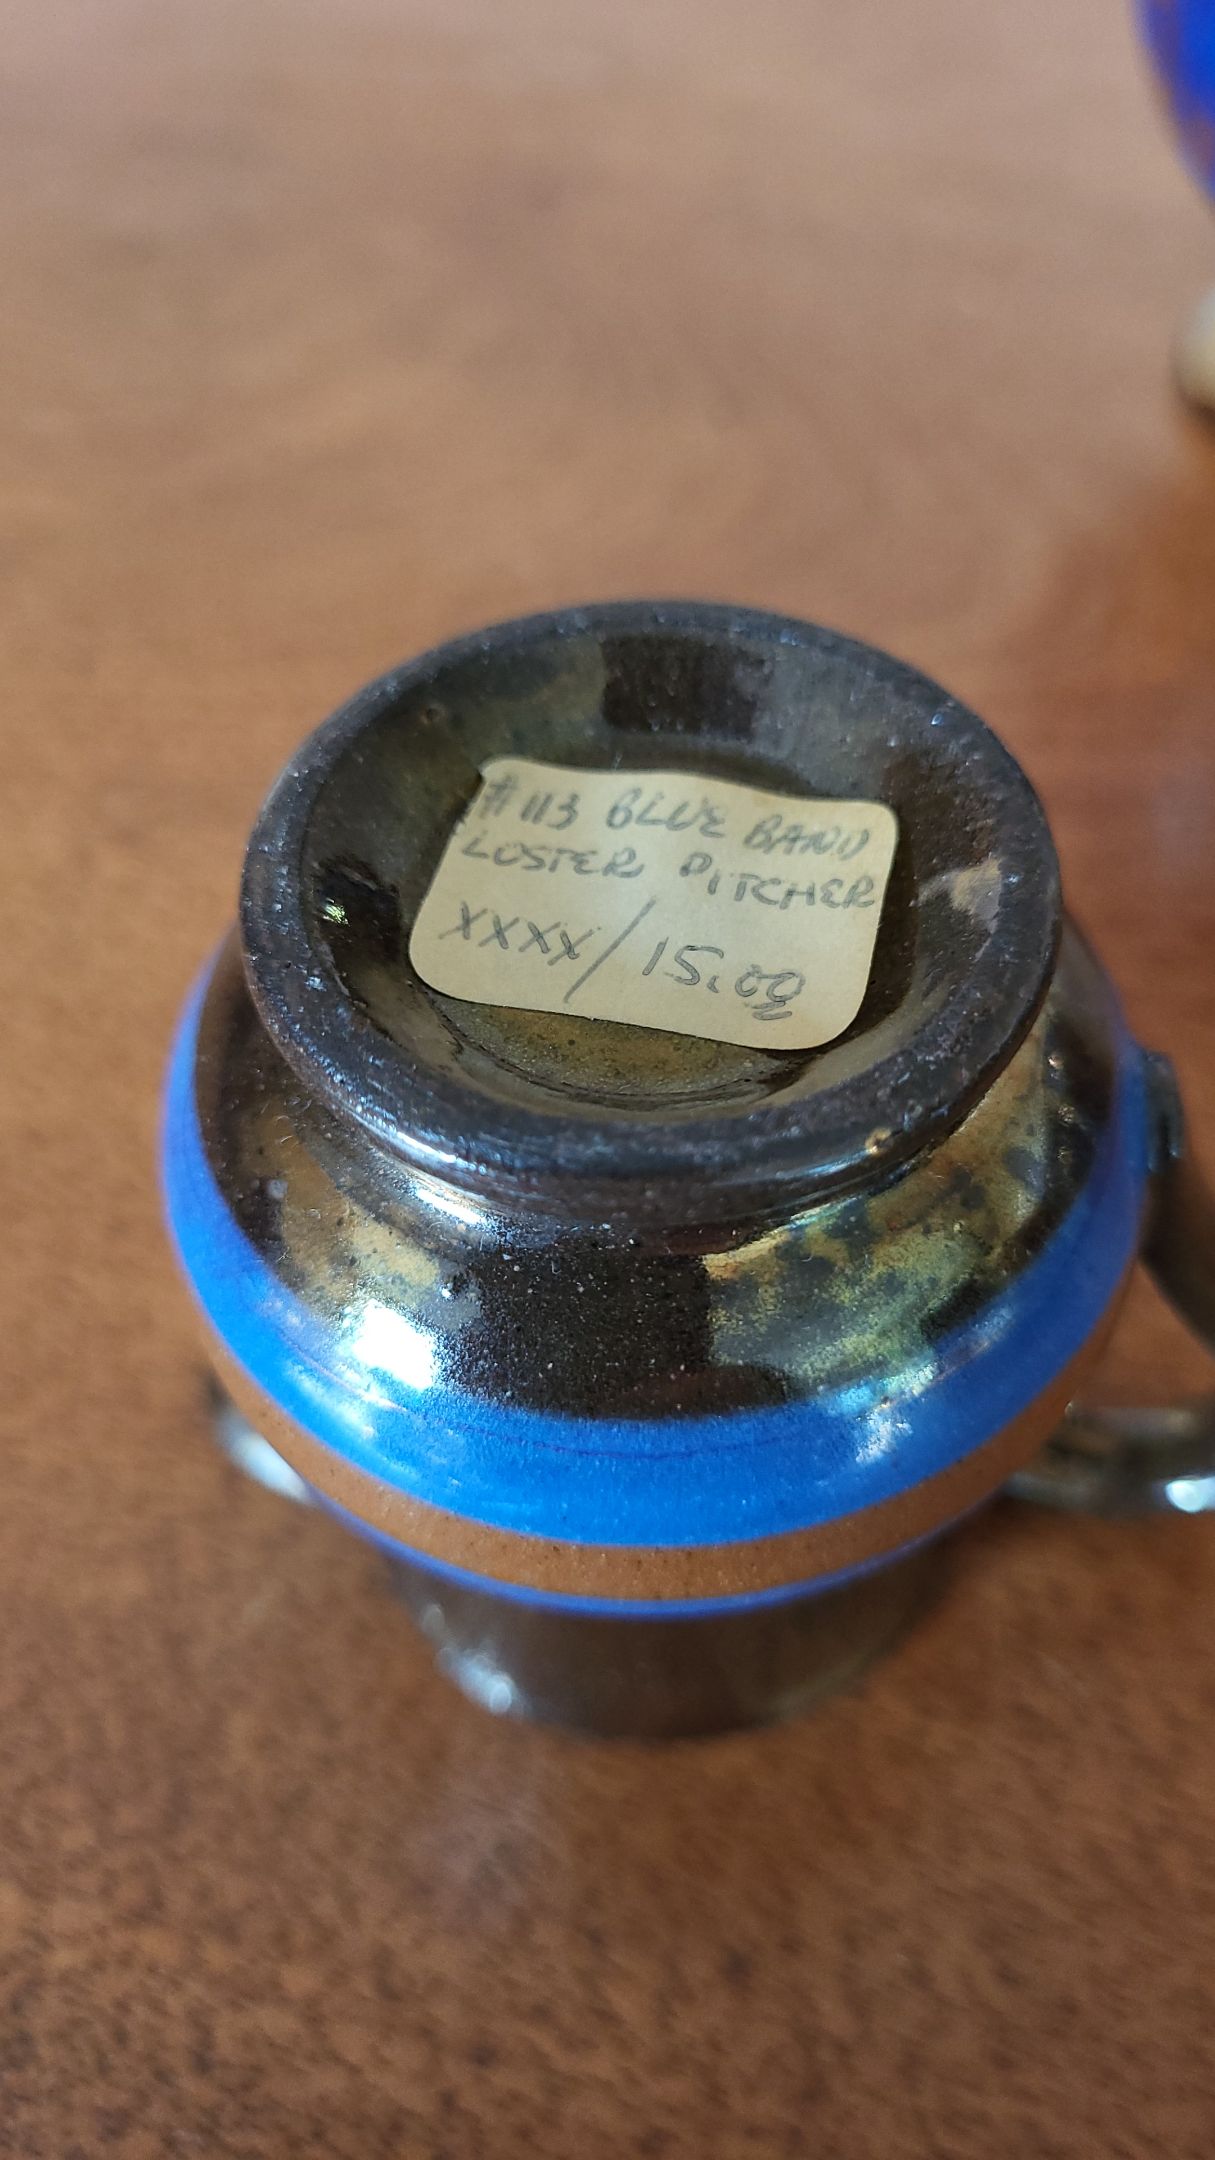 #113 BLUE BAND
LUSTER PITCHER
XXXX/15.00